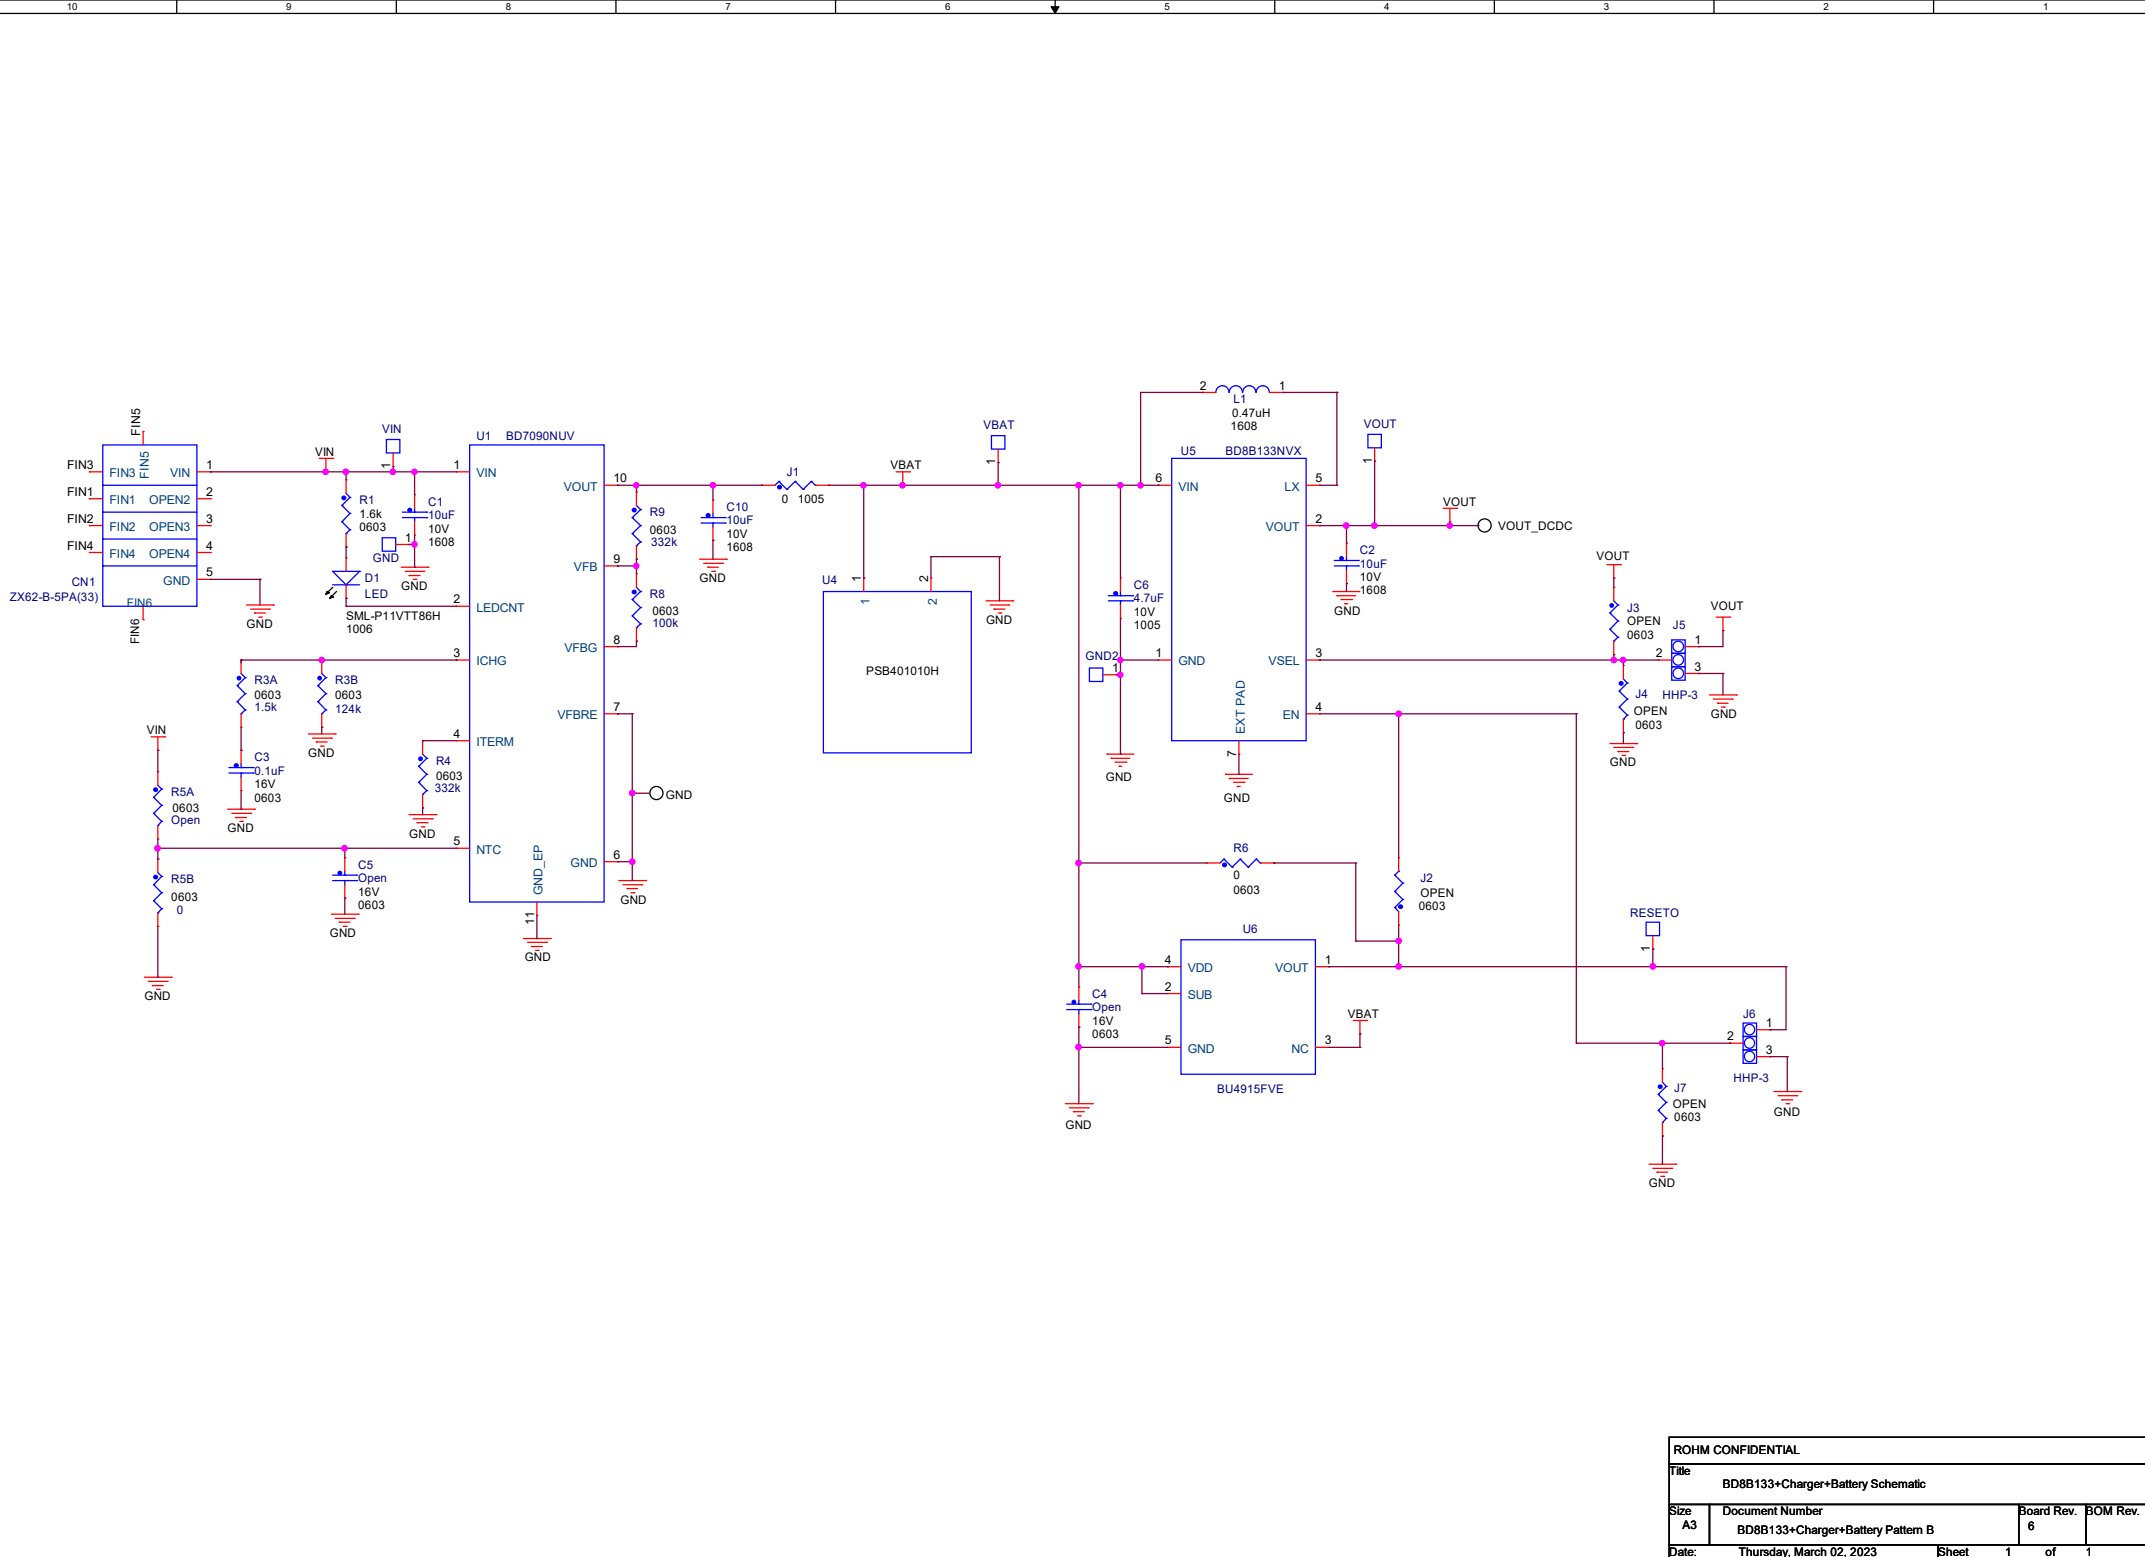 10 9 8 7 6 5 4 3 2 1
FIN5
FIN3
FIN1
FIN2
FIN4
FIN3 FIN5 VIN 1
FIN1 OPEN2 2
FIN2 OPEN3 3
FIN4 OPEN4 4
GND 5
FIN6
FIN6
CN1
ZX62-B-5PA(33)
GND
VIN
VIN
1
R1
1.6k
0603
C1
10uF
10V
1608
1
GND
GND
D1
LED
SML-P11VTT86H
1006
U1 BD7090NUV
1 VIN
2 LEDCNT
3 ICHG
4 ITERM
5 NTC
VOUT 10
VFB 9
VFBG 8
VFBRE 7
GND 6
GND_EP
11
GND
R3A
0603
1.5k
R3B
0603
124k
GND
C3
0.1uF
16V
0603
GND
R4
0603
332k
GND
VIN
R5A
0603
Open
R5B
0603
0
GND
C5
Open
16V
0603
GND
R9
0603
332k
R8
0603
100k
GND
GND
C10
10uF
10V
1608
GND
J1
0 1005
VBAT
VBAT
1
U4
1 2
1 2
PSB401010H
GND
2 1
L1
0.47uH
1608
U5 BD8B133NVX
6 VIN
1 GND
LX 5
VOUT 2
VSEL 3
EN 4
EXT PAD
7
GND
C6
4.7uF
10V
1005
GND2
1
GND
VOUT
1
VOUT
VOUT_DCDC
C2
10uF
10V
1608
GND
VOUT
J3
OPEN
0603
J5
VOUT
1
2
3
HHP-3
GND
J4
OPEN
0603
GND
R6
0
0603
J2
OPEN
0603
U6
4 VDD
2 SUB
5 GND
VOUT 1
NC 3
BU4915FVE
VBAT
C4
Open
16V
0603
GND
RESETO
1
J6
1
2
3
HHP-3
GND
J7
OPEN
0603
GND
ROHM CONFIDENTIAL
Title
BD8B133+Charger+Battery Schematic
Size Document Number Board Rev. BOM Rev.
A3 BD8B133+Charger+Battery Pattern B 6
Date: Thursday, March 02, 2023 Sheet 1 of 1